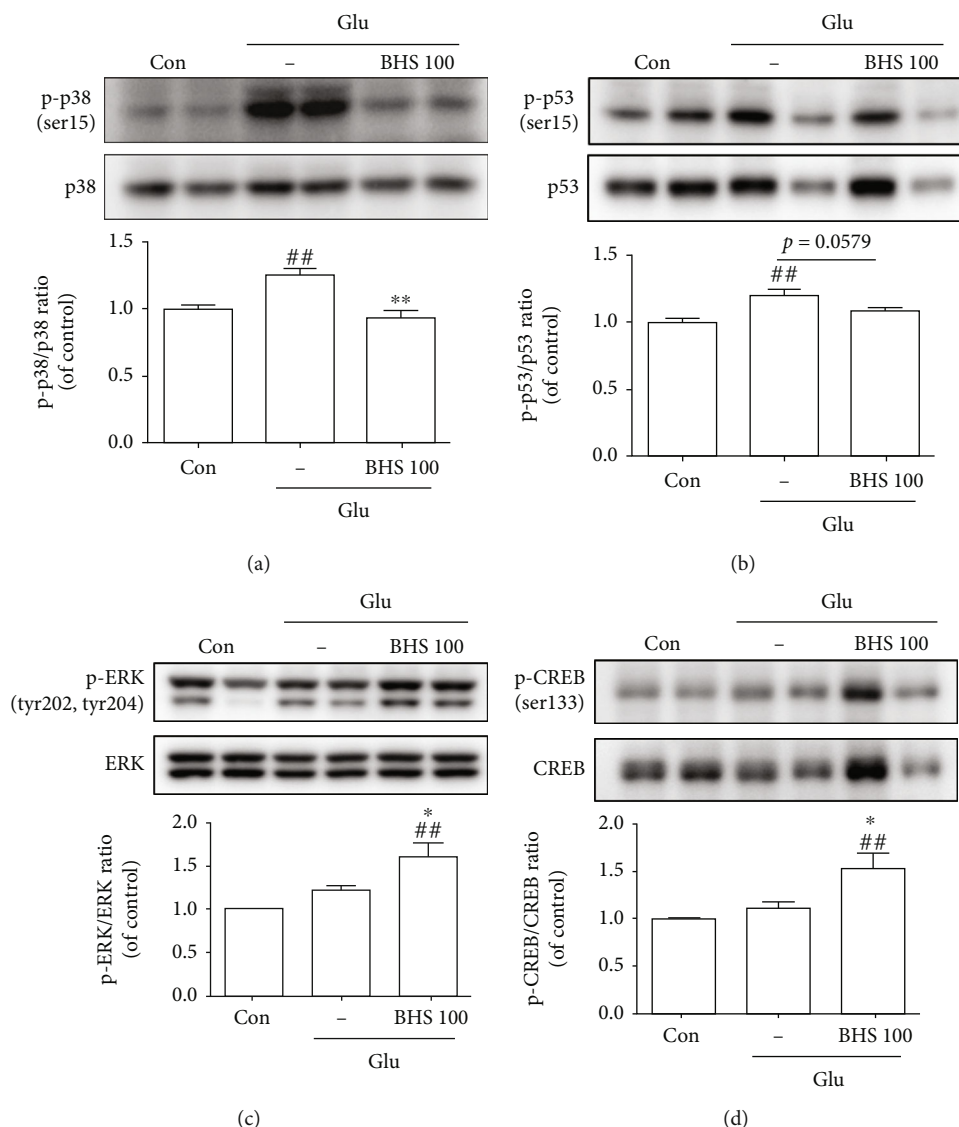 Glu
Con – BHS 100
p-p38
(ser15)
p38
1.5
1.0
0.5
0.0
p-p38/p38 ratio
(of control)
##
**
Con – BHS 100
Glu
(a)
Glu
Con – BHS 100
p-p53
(ser15)
p53
1.5
1.0
0.5
0.0
p-p53/p53 ratio
(of control)
p = 0.0579
##
Con – BHS 100
Glu
(b)
Glu
Con – BHS 100
p-ERK
(tyr202, tyr204)
ERK
2.0
1.5
1.0
0.5
0.0
p-ERK/ERK ratio
(of control)
*
##
Con – BHS 100
Glu
(c)
Glu
Con – BHS 100
p-CREB
(ser133)
CREB
2.0
1.5
1.0
0.5
0.0
p-CREB/CREB ratio
(of control)
*
##
Con – BHS 100
Glu
(d)